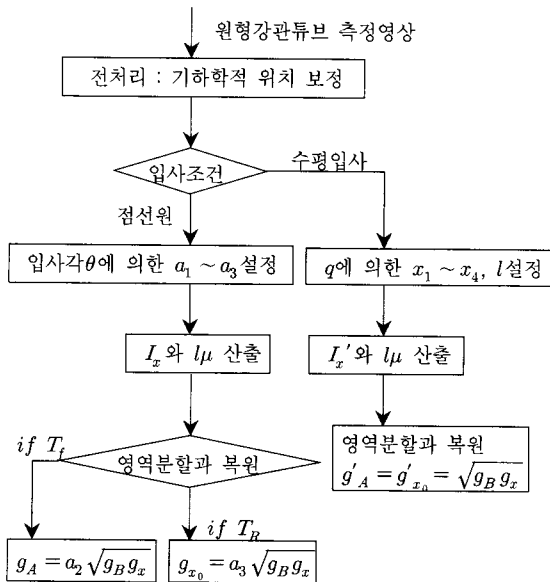 원형강관튜브 측정영상
전처리 : 기하학적 위치 보정
입사조건
수평입사
점선원
입사각θ에 의한 a₁ ~ a₃설정
q에 의한 x₁ ~ x₄, l설정
Iₓ와 lμ 산출
Iₓ'와 lμ 산출
if T_f
영역분할과 복원
영역분할과 복원
g'_A = g'_{x₀} = √(g_B gₓ)
if T_R
g_A = a₂ √(g_B gₓ)
g_{x₀} = a₃ √(g_B gₓ)